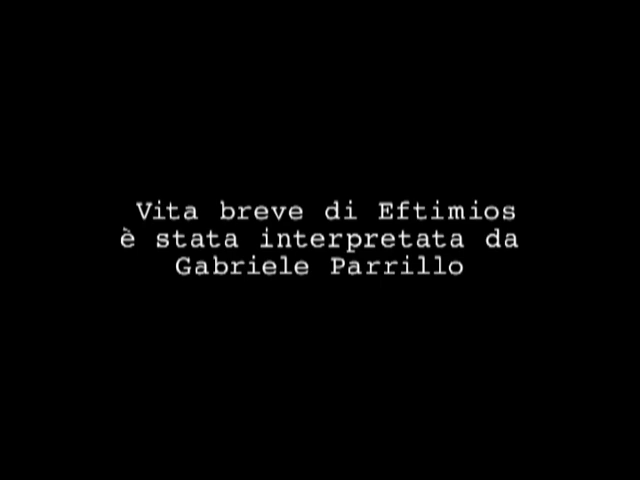 Vita breve di Eftimios
è stata interpretata da
Gabriele Parrillo